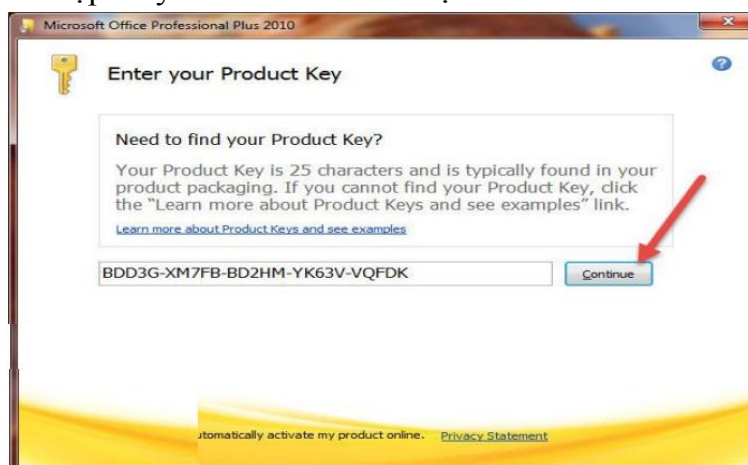 Microsoft Office Professional Plus 2010
Enter your Product Key
Need to find your Product Key?
Your Product Key is 25 characters and is typically found in your
product packaging. If you cannot find your Product Key, click
the "Learn more about Product Keys and see examples" link.
Learn more about Product Keys and see examples
BDD3G-XM7FB-BD2HM-YK63V-VQFDK
Continue
utomatically activate my product online. Privacy Statement